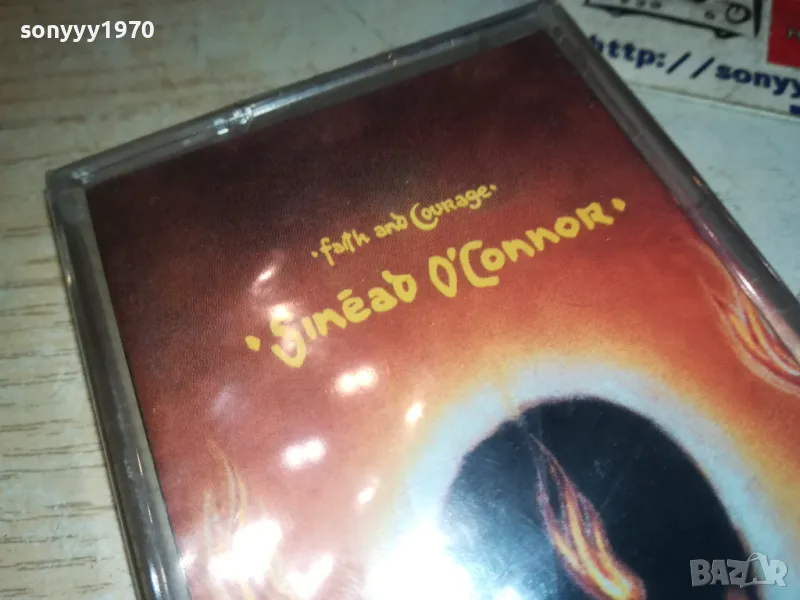 sonyyy1970
http://sonyy
·Faith and Courage·
·Sinéad O'Connor·
BAZAR